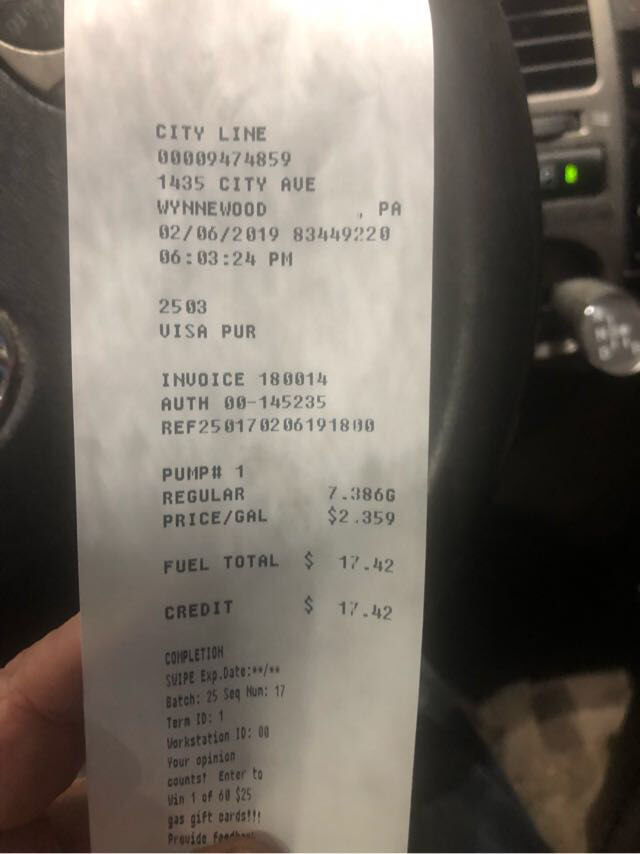 CITY LINE
00009474859
1435 CITY AVE
WYNNEWOOD , PA
02/06/2019 83449220
06:03:24 PM
2503
VISA PUR
INVOICE 180014
AUTH 00-145235
REF250170206191800
PUMP# 1
REGULAR 7.386G
PRICE/GAL $2.359
FUEL TOTAL $ 17.42
CREDIT $ 17.42
COMPLETION
SWIPE Exp.Date:**/**
Batch: 25 Seq Num: 17
Term ID: 1
Workstation ID: 00
Your opinion
counts! Enter to
Win 1 of 60 $25
gas gift cards!!!
Provide